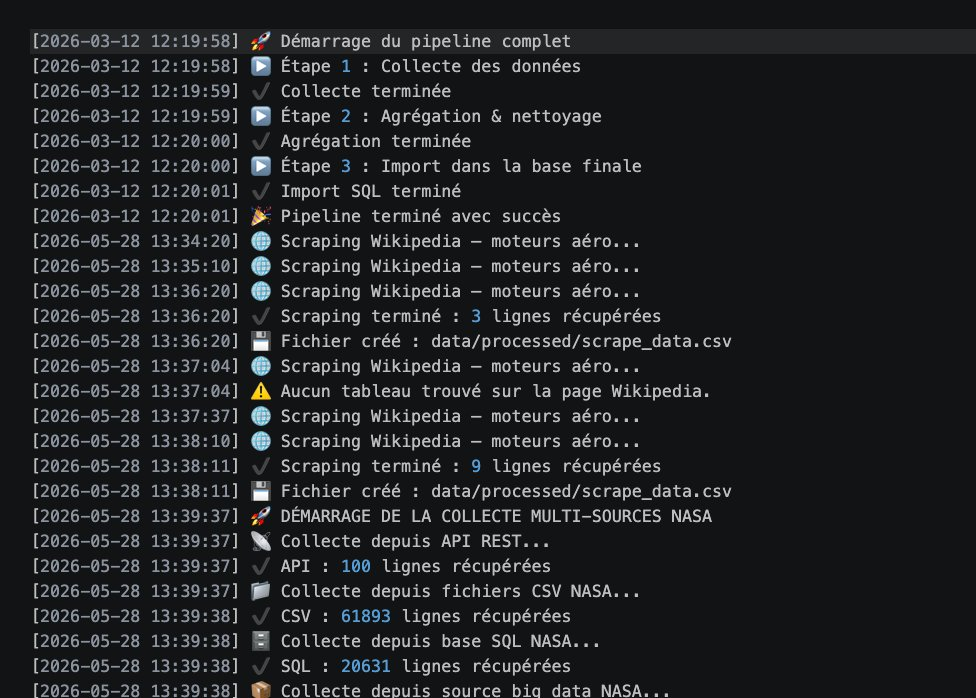 [2026-03-12 12:19:58] 🚀 Démarrage du pipeline complet
[2026-03-12 12:19:58] ▶️ Étape 1 : Collecte des données
[2026-03-12 12:19:59] ✔ Collecte terminée
[2026-03-12 12:19:59] ▶️ Étape 2 : Agrégation & nettoyage
[2026-03-12 12:20:00] ✔ Agrégation terminée
[2026-03-12 12:20:00] ▶️ Étape 3 : Import dans la base finale
[2026-03-12 12:20:01] ✔ Import SQL terminé
[2026-03-12 12:20:01] 🎉 Pipeline terminé avec succès
[2026-05-28 13:34:20] 🌐 Scraping Wikipedia – moteurs aéro...
[2026-05-28 13:35:10] 🌐 Scraping Wikipedia – moteurs aéro...
[2026-05-28 13:36:20] 🌐 Scraping Wikipedia – moteurs aéro...
[2026-05-28 13:36:20] ✔ Scraping terminé : 3 lignes récupérées
[2026-05-28 13:36:20] 💾 Fichier créé : data/processed/scrape_data.csv
[2026-05-28 13:37:04] 🌐 Scraping Wikipedia – moteurs aéro...
[2026-05-28 13:37:04] ⚠️ Aucun tableau trouvé sur la page Wikipedia.
[2026-05-28 13:37:37] 🌐 Scraping Wikipedia – moteurs aéro...
[2026-05-28 13:38:10] 🌐 Scraping Wikipedia – moteurs aéro...
[2026-05-28 13:38:11] ✔ Scraping terminé : 9 lignes récupérées
[2026-05-28 13:38:11] 💾 Fichier créé : data/processed/scrape_data.csv
[2026-05-28 13:39:37] 🚀 DÉMARRAGE DE LA COLLECTE MULTI-SOURCES NASA
[2026-05-28 13:39:37] 📡 Collecte depuis API REST...
[2026-05-28 13:39:37] ✔ API : 100 lignes récupérées
[2026-05-28 13:39:37] 📁 Collecte depuis fichiers CSV NASA...
[2026-05-28 13:39:38] ✔ CSV : 61893 lignes récupérées
[2026-05-28 13:39:38] 🗄️ Collecte depuis base SQL NASA...
[2026-05-28 13:39:38] ✔ SQL : 20631 lignes récupérées
[2026-05-28 13:39:38] 📦 Collecte depuis source big data NASA...